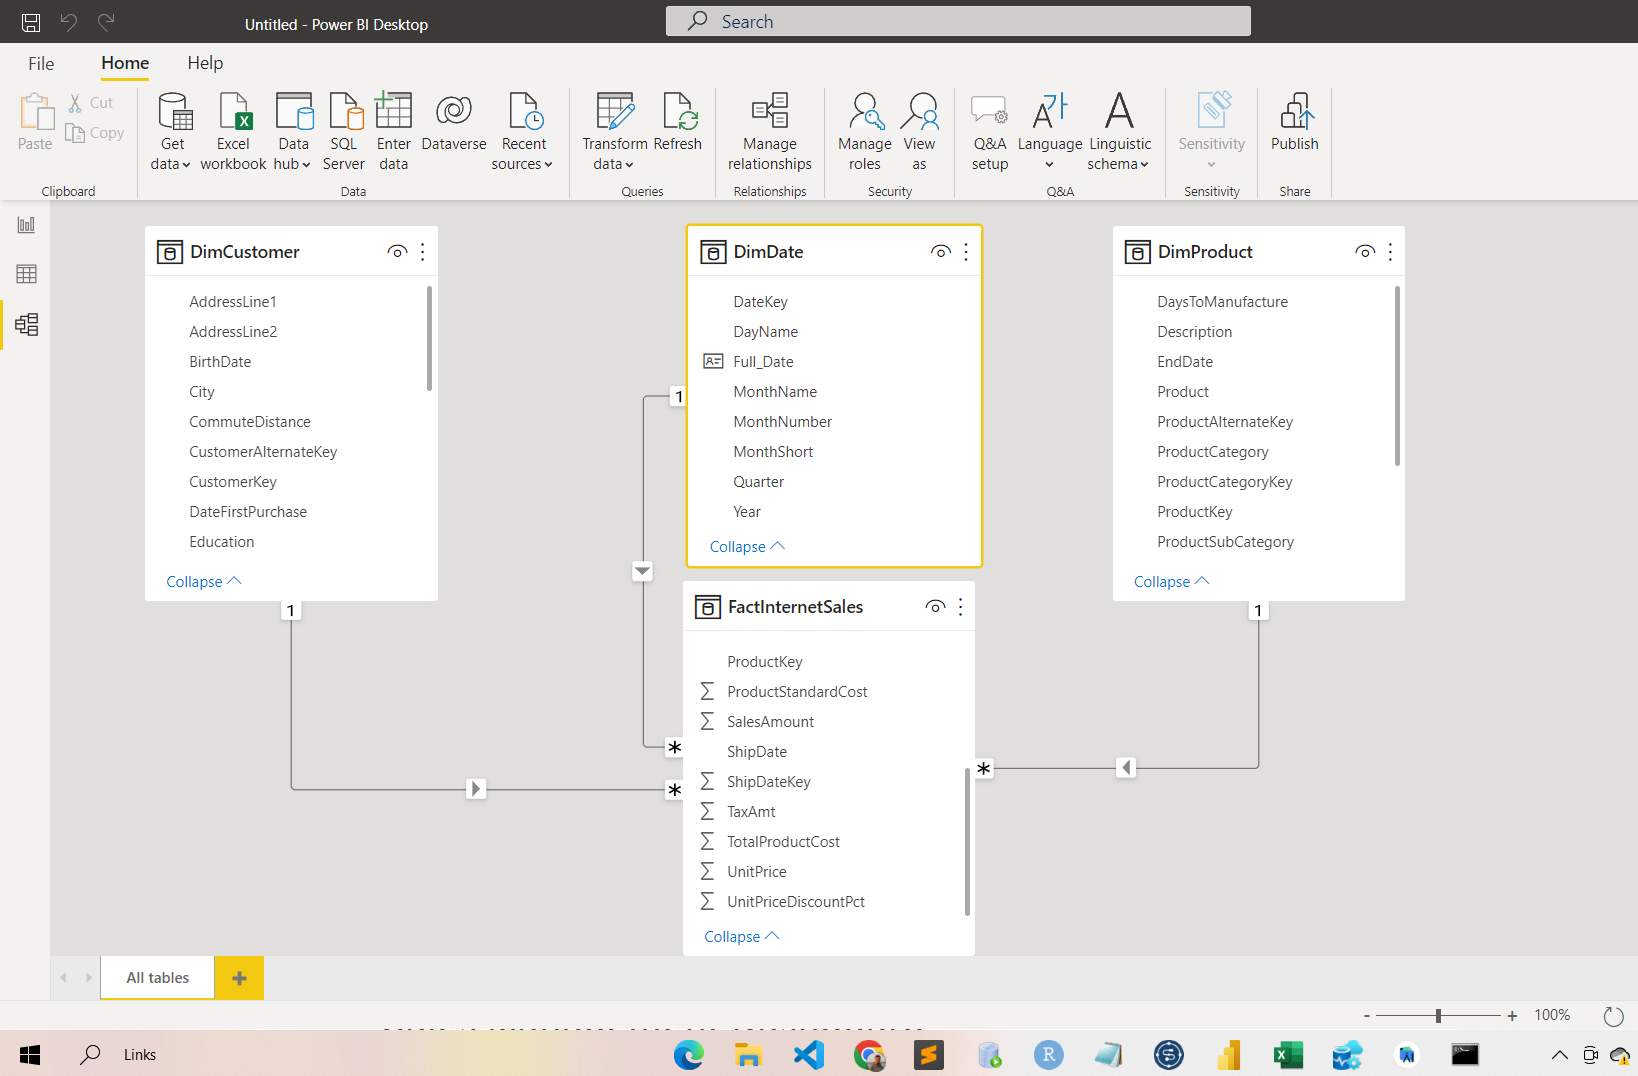 Untitled - Power BI Desktop
Search
File
Home
Help
Paste
Cut
Copy
Clipboard
Get data
Excel workbook
Data hub
SQL Server
Enter data
Dataverse
Recent sources
Data
Transform data
Refresh
Queries
Manage relationships
Relationships
Manage roles
View as
Security
Q&A setup
Language
Linguistic schema
Q&A
Sensitivity
Sensitivity
Publish
Share
DimCustomer
AddressLine1
AddressLine2
BirthDate
City
CommuteDistance
CustomerAlternateKey
CustomerKey
DateFirstPurchase
Education
Collapse
1
DimDate
DateKey
DayName
Full_Date
MonthName
MonthNumber
MonthShort
Quarter
Year
Collapse
1
DimProduct
DaysToManufacture
Description
EndDate
Product
ProductAlternateKey
ProductCategory
ProductCategoryKey
ProductKey
ProductSubCategory
Collapse
1
FactInternetSales
ProductKey
∑ ProductStandardCost
∑ SalesAmount
ShipDate
∑ ShipDateKey
∑ TaxAmt
∑ TotalProductCost
∑ UnitPrice
∑ UnitPriceDiscountPct
Collapse
*
*
*
All tables
+
- + 100%
Links